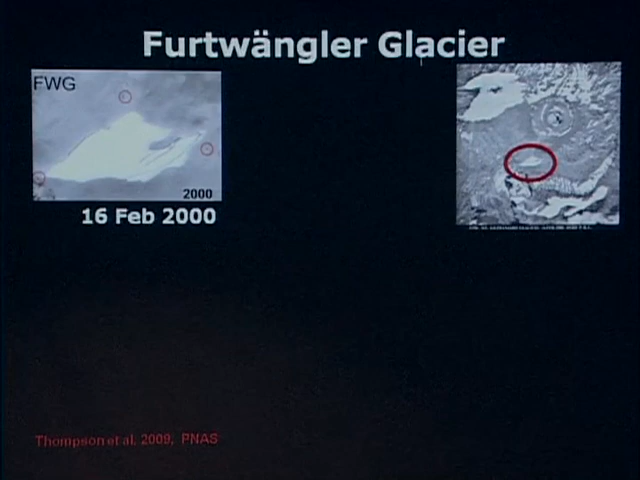 Furtwängler Glacier
FWG
2000
16 Feb 2000
Thompson et al. 2009, PNAS